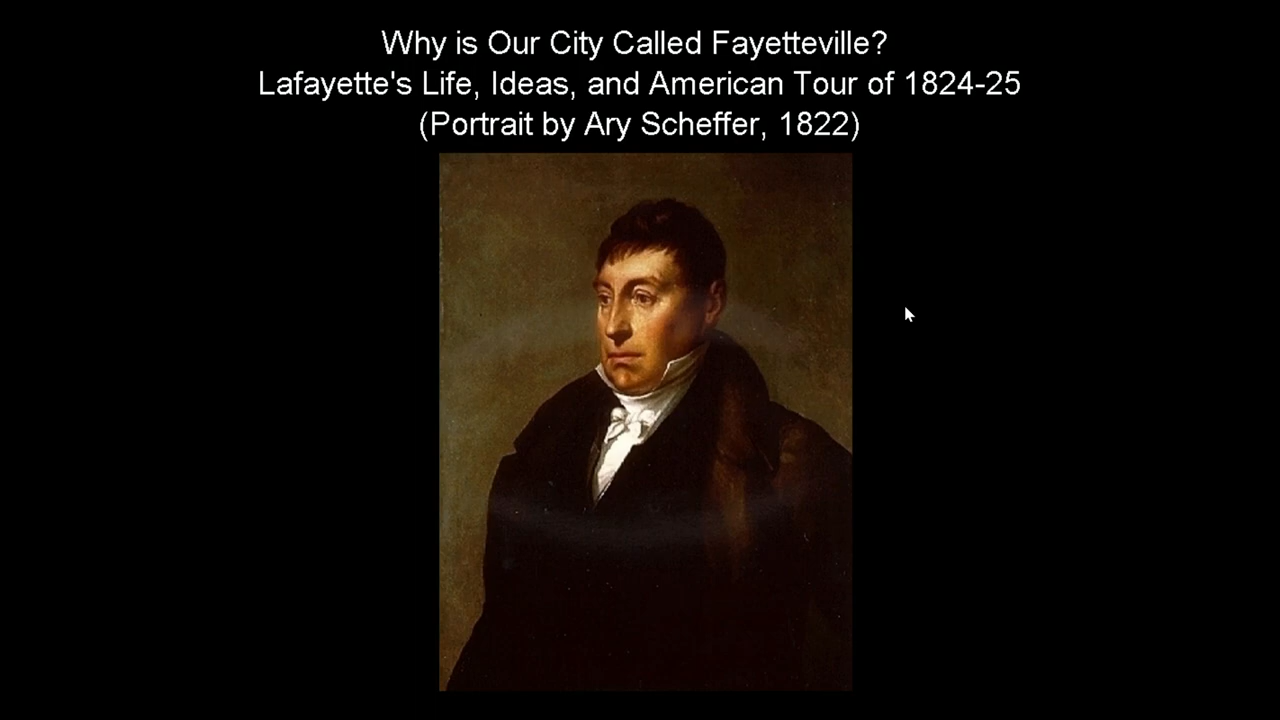 Why is Our City Called Fayetteville?
Lafayette's Life, Ideas, and American Tour of 1824-25
(Portrait by Ary Scheffer, 1822)